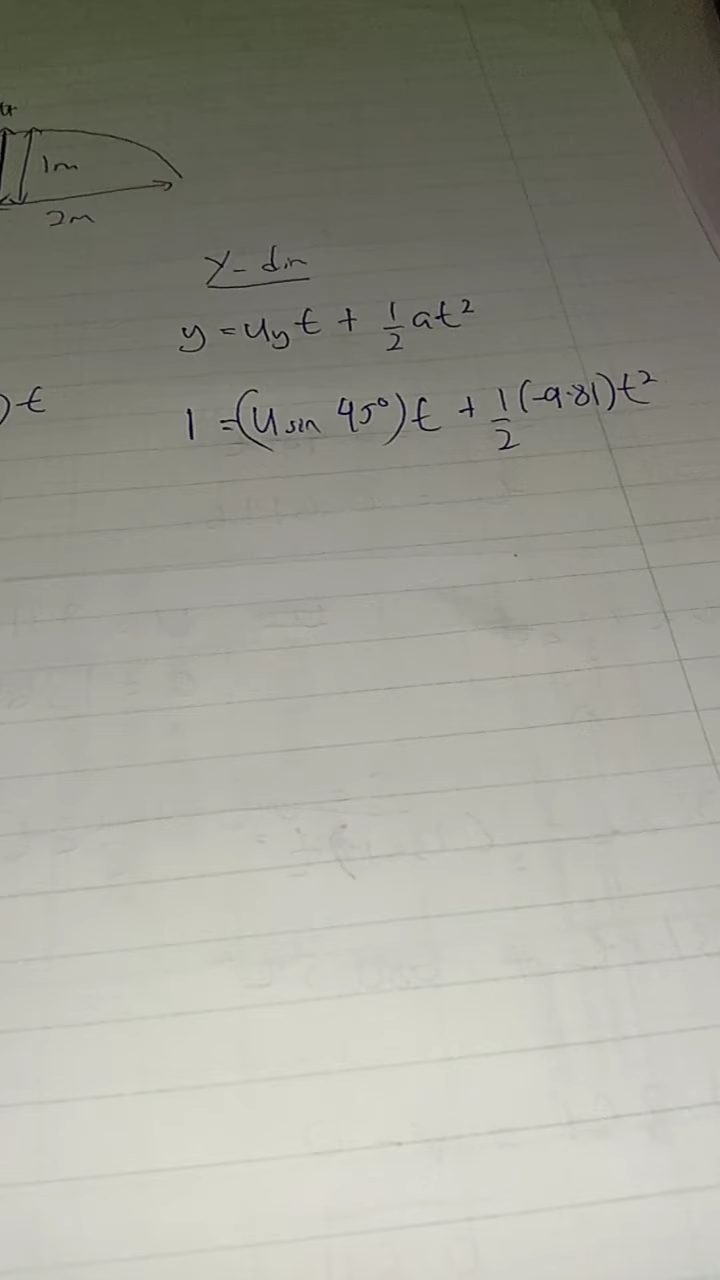 1m
2m
y-dir
y = uyt + 1/2 at²
)t
1 = (u sin 45°)t + 1/2 (-9.81)t²